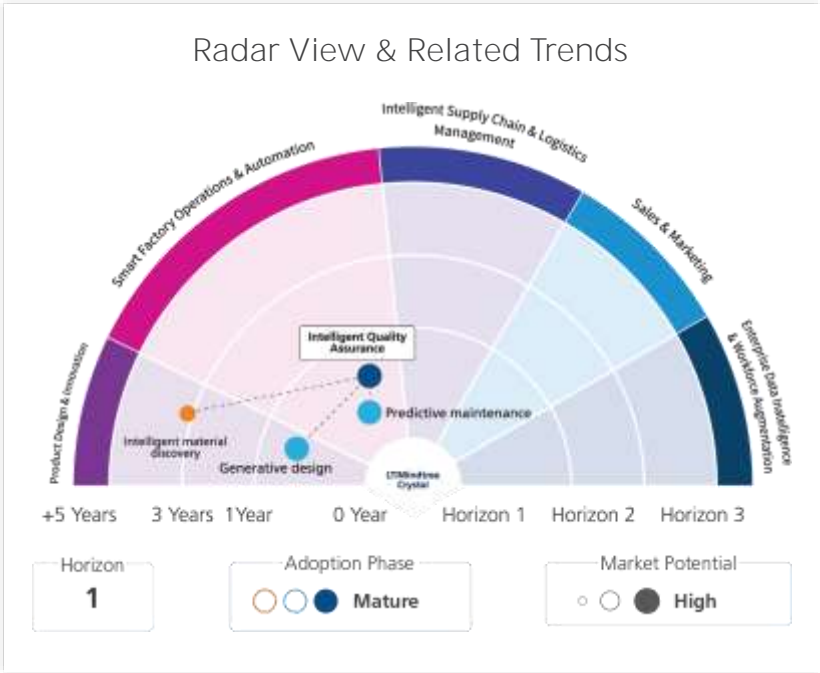 Radar View & Related Trends
Intelligent Supply Chain & Logistics
Management
Smart Factory Operations & Automation
Sales & Marketing
Product Design & Innovation
Enterprise Data Inatelligence
& Workforce Augmentation
Intelligent Quality
Assurance
Predictive maintenance
Intelligent material
discovery
Generative design
LTIMindtree
Crystal
+5 Years 3 Years 1Year 0 Year Horizon 1 Horizon 2 Horizon 3
Horizon
1
Adoption Phase
Mature
Market Potential
High